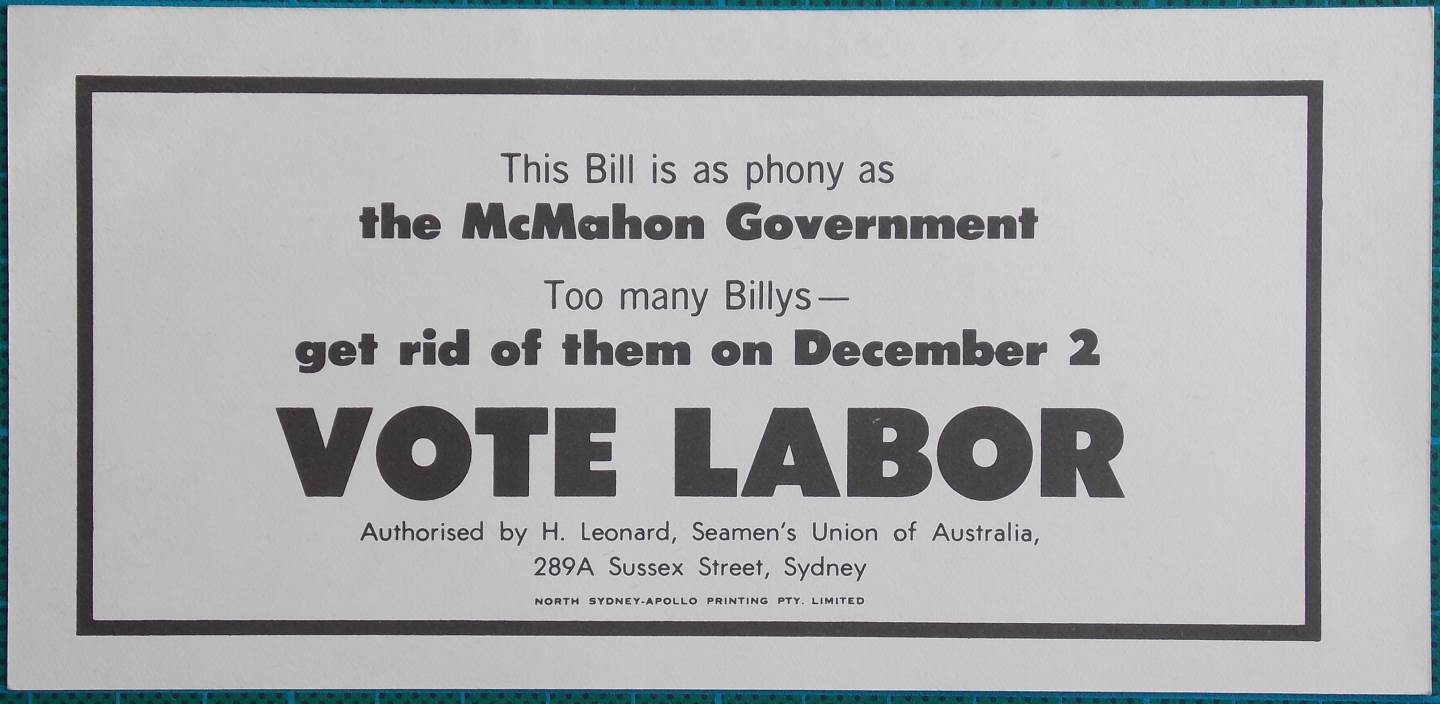 This Bill is as phony as
the McMahon Government
Too many Billys—
get rid of them on December 2
VOTE LABOR
Authorised by H. Leonard, Seamen's Union of Australia,
289A Sussex Street, Sydney
NORTH SYDNEY-APOLLO PRINTING PTY. LIMITED